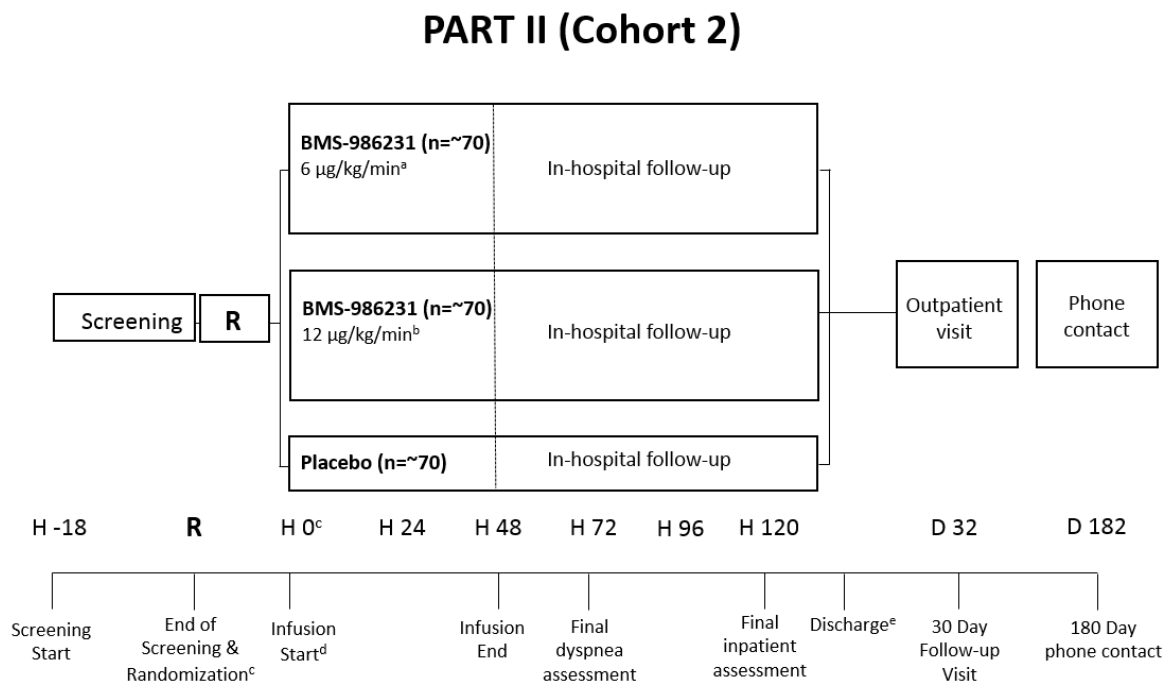 PART II (Cohort 2)
BMS-986231 (n=~70)
6 µg/kg/minᵃ
In-hospital follow-up
BMS-986231 (n=~70)
12 µg/kg/minᵇ
In-hospital follow-up
Placebo (n=~70)
In-hospital follow-up
Screening
R
Outpatient
visit
Phone
contact
H -18
R
H 0ᶜ
H 24
H 48
H 72
H 96
H 120
D 32
D 182
Screening
Start
End of
Screening &
Randomizationᶜ
Infusion
Startᵈ
Infusion
End
Final
dyspnea
assessment
Final
inpatient
assessment
Dischargeᵉ
30 Day
Follow-up
Visit
180 Day
phone contact